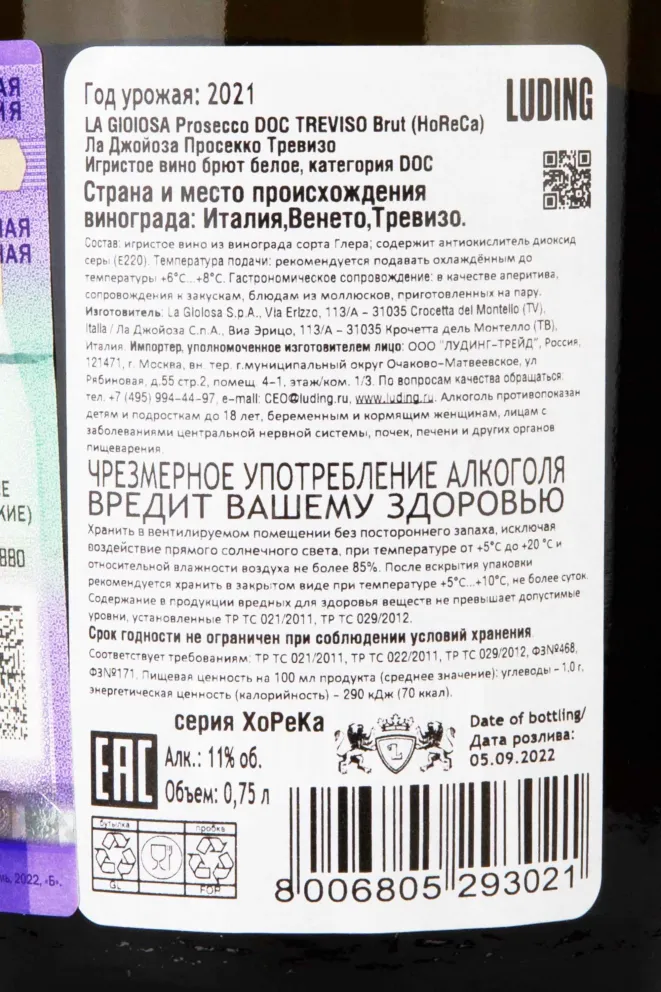 Год урожая: 2021
LUDING
LA GIOIOSA Prosecco DOC TREVISO Brut (HoReCa)
Ла Джойоза Просекко Тревизо
Игристое вино брют белое, категория DOC
Страна и место происхождения
винограда: Италия,Венето,Тревизо.
Состав: игристое вино из винограда сорта Глера; содержит антиокислитель диоксид
серы (E220). Температура подачи: рекомендуется подавать охлаждённым до
температуры +6°С...+8°С. Гастрономическое сопровождение: в качестве аперитива,
сопровождения к закускам, блюдам из моллюсков, приготовленных на пару.
Изготовитель: La Gioiosa S.p.A., Via Erizzo, 113/A – 31035 Crocetta del Montello (TV),
Italia / Ла Джойоза С.п.А., Виа Эрицо, 113/А – 31035 Крочетта дель Монтелло (ТВ),
Италия. Импортер, уполномоченное изготовителем лицо: ООО "ЛУДИНГ-ТРЕЙД", Россия,
121471, г. Москва, вн. тер. г.муниципальный округ Очаково-Матвеевское, ул
Рябиновая, д.55 стр.2, помещ. 4-1, этаж/ком. 1/3. По вопросам качества обращаться:
тел. +7 (495) 994-44-97, e-mail: CEO@luding.ru, www.luding.ru. Алкоголь противопоказан
детям и подросткам до 18 лет, беременным и кормящим женщинам, лицам с
заболеваниями центральной нервной системы, почек, печени и других органов
пищеварения.
ЧРЕЗМЕРНОЕ УПОТРЕБЛЕНИЕ АЛКОГОЛЯ
ВРЕДИТ ВАШЕМУ ЗДОРОВЬЮ
Хранить в вентилируемом помещении без постороннего запаха, исключая
воздействие прямого солнечного света, при температуре от +5°С до +20 °С и
относительной влажности воздуха не более 85%. После вскрытия упаковки
рекомендуется хранить в закрытом виде при температуре +5°С...+10°С, не более суток.
Содержание в продукции вредных для здоровья веществ не превышает допустимые
уровни, установленные ТР ТС 021/2011, ТР ТС 029/2012.
Срок годности не ограничен при соблюдении условий хранения
Соответствует требованиям: ТР ТС 021/2011, ТР ТС 022/2011, ТР ТС 029/2012, ФЗ№468,
ФЗ№171. Пищевая ценность на 100 мл продукта (среднее значение): углеводы – 1,0 г,
энергетическая ценность (калорийность) – 290 кДж (70 ккал).
серия ХоРеКа
EAC
Алк.: 11% об.
Объем: 0,75 л
L
Date of bottling/
Дата розлива:
05.09.2022
бутылка
пробка
GL
FOR
8 006805 293021
АЯ
ИЯ
НАЯ
НАЯ
Е
КИЕ)
880
2022, «Б».